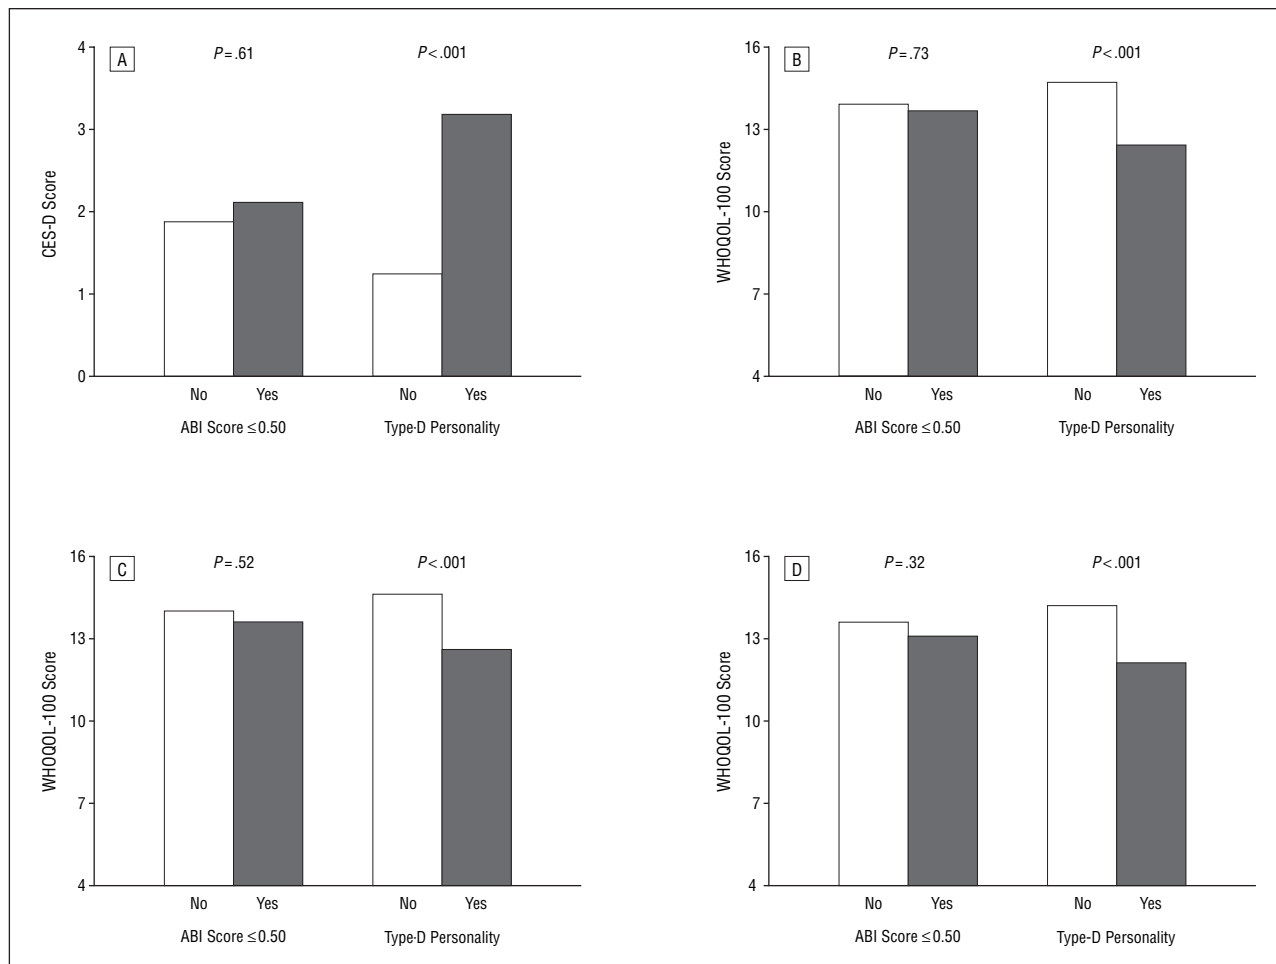 A
P=.61
P<.001
4
3
2
1
0
CES-D Score
No
Yes
No
Yes
ABI Score ≤0.50
Type·D Personality
B
P=.73
P<.001
16
13
10
7
4
WHOQOL-100 Score
No
Yes
No
Yes
ABI Score ≤0.50
Type·D Personality
C
P=.52
P<.001
16
13
10
7
4
WHOQOL-100 Score
No
Yes
No
Yes
ABI Score ≤0.50
Type·D Personality
D
P=.32
P<.001
16
13
10
7
4
WHOQOL-100 Score
No
Yes
No
Yes
ABI Score ≤0.50
Type-D Personality